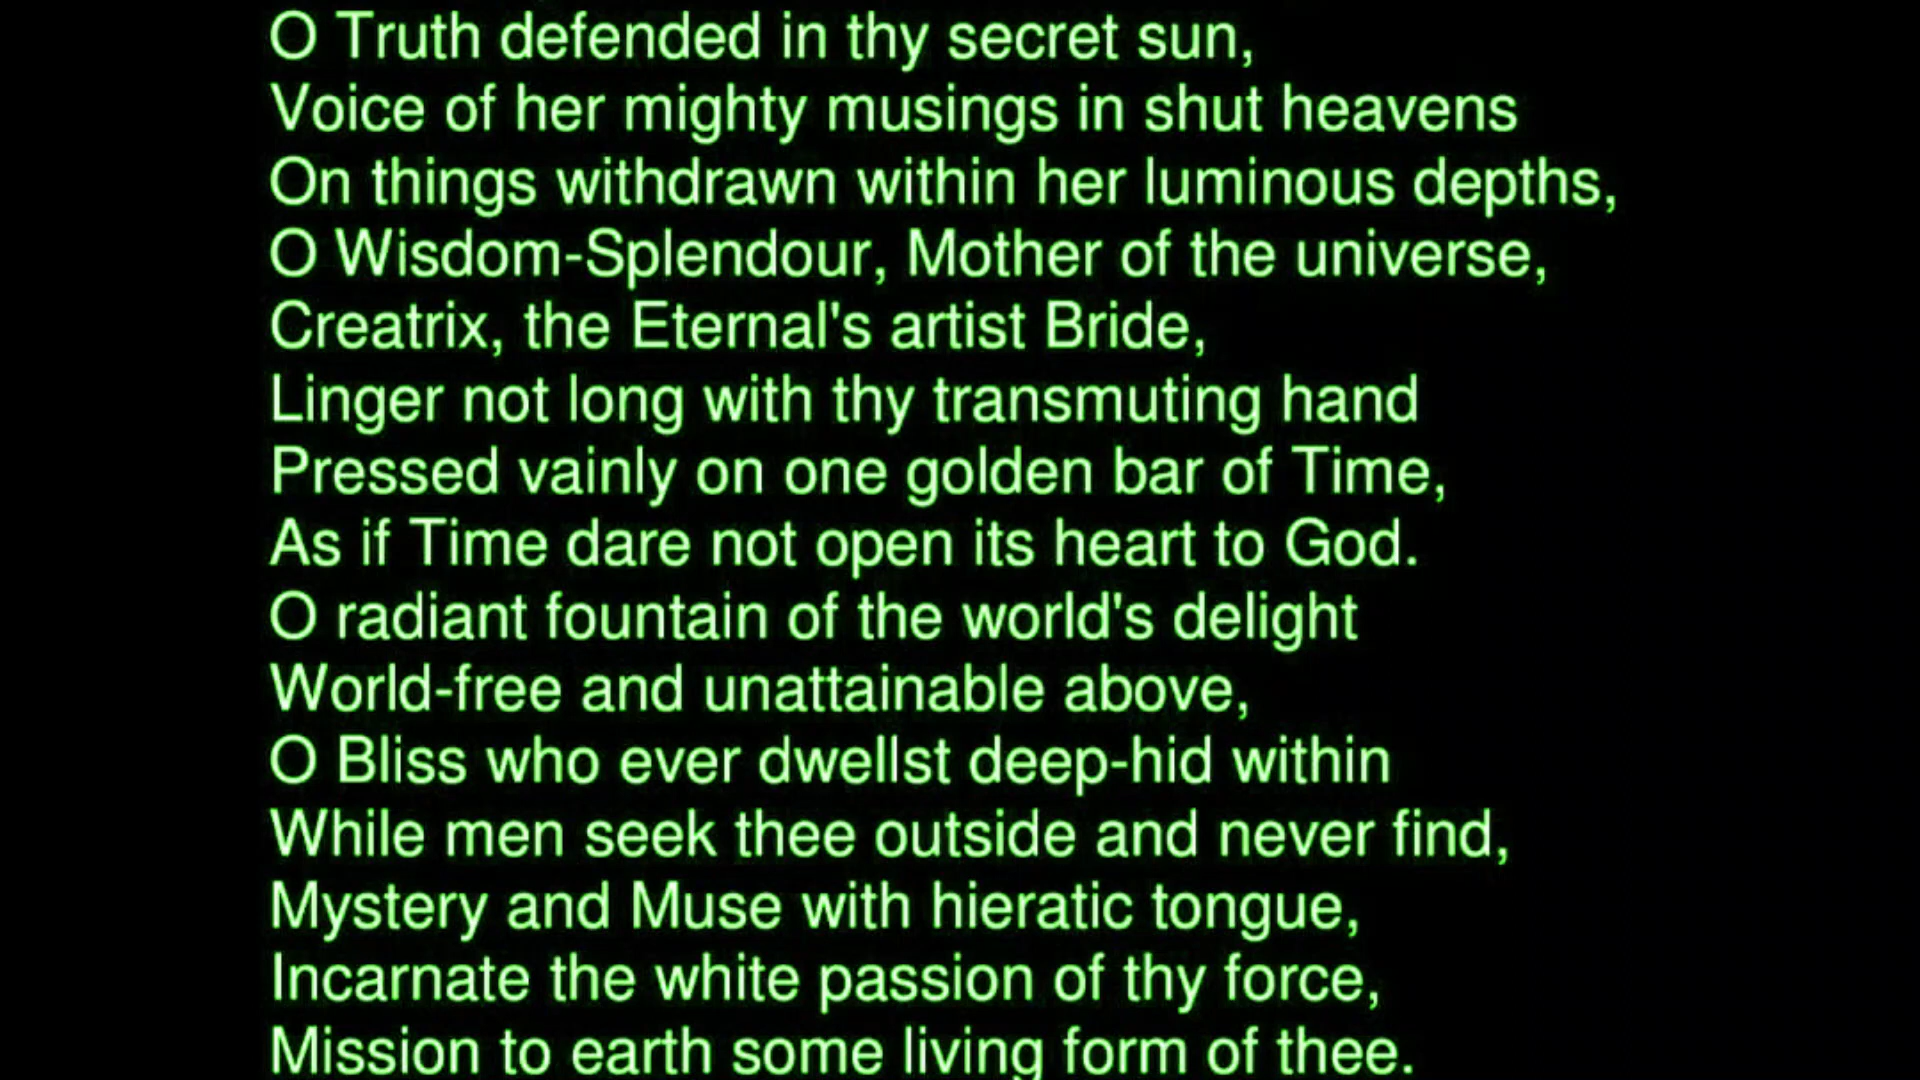 O Truth defended in thy secret sun,
Voice of her mighty musings in shut heavens
On things withdrawn within her luminous depths,
O Wisdom-Splendour, Mother of the universe,
Creatrix, the Eternal's artist Bride,
Linger not long with thy transmuting hand
Pressed vainly on one golden bar of Time,
As if Time dare not open its heart to God.
O radiant fountain of the world's delight
World-free and unattainable above,
O Bliss who ever dwellst deep-hid within
While men seek thee outside and never find,
Mystery and Muse with hieratic tongue,
Incarnate the white passion of thy force,
Mission to earth some living form of thee.